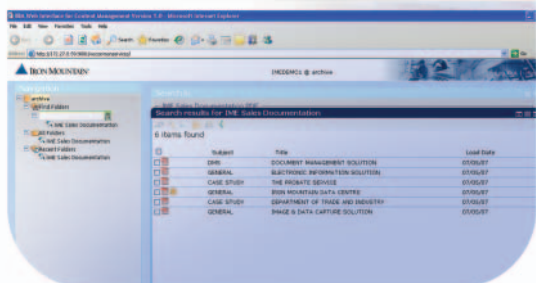 IBM Web Interface for Content Management Version 1.0 - Microsoft Internet Explorer
File Edit View Favorites Tools Help
Search Favorites
Address
Go
IRON MOUNTAIN
IMEDEMC1 @ archive
archive
Find Folders
IME Sales Documentation
All Folders
IME Sales Documentation
Recent Folders
IME Sales Documentation
Search results for IME Sales Documentation
6 items found
Subject Title Load Date
DMS DOCUMENT MANAGEMENT SOLUTION 07/05/07
GENERAL ELECTRONIC INFORMATION SOLUTION 07/05/07
CASE STUDY THE PROBATE SERVICE 07/05/07
GENERAL IRON MOUNTAIN DATA CENTRE 07/05/07
CASE STUDY DEPARTMENT OF TRADE AND INDUSTRY 07/05/07
GENERAL IMAGE & DATA CAPTURE SOLUTION 07/05/07